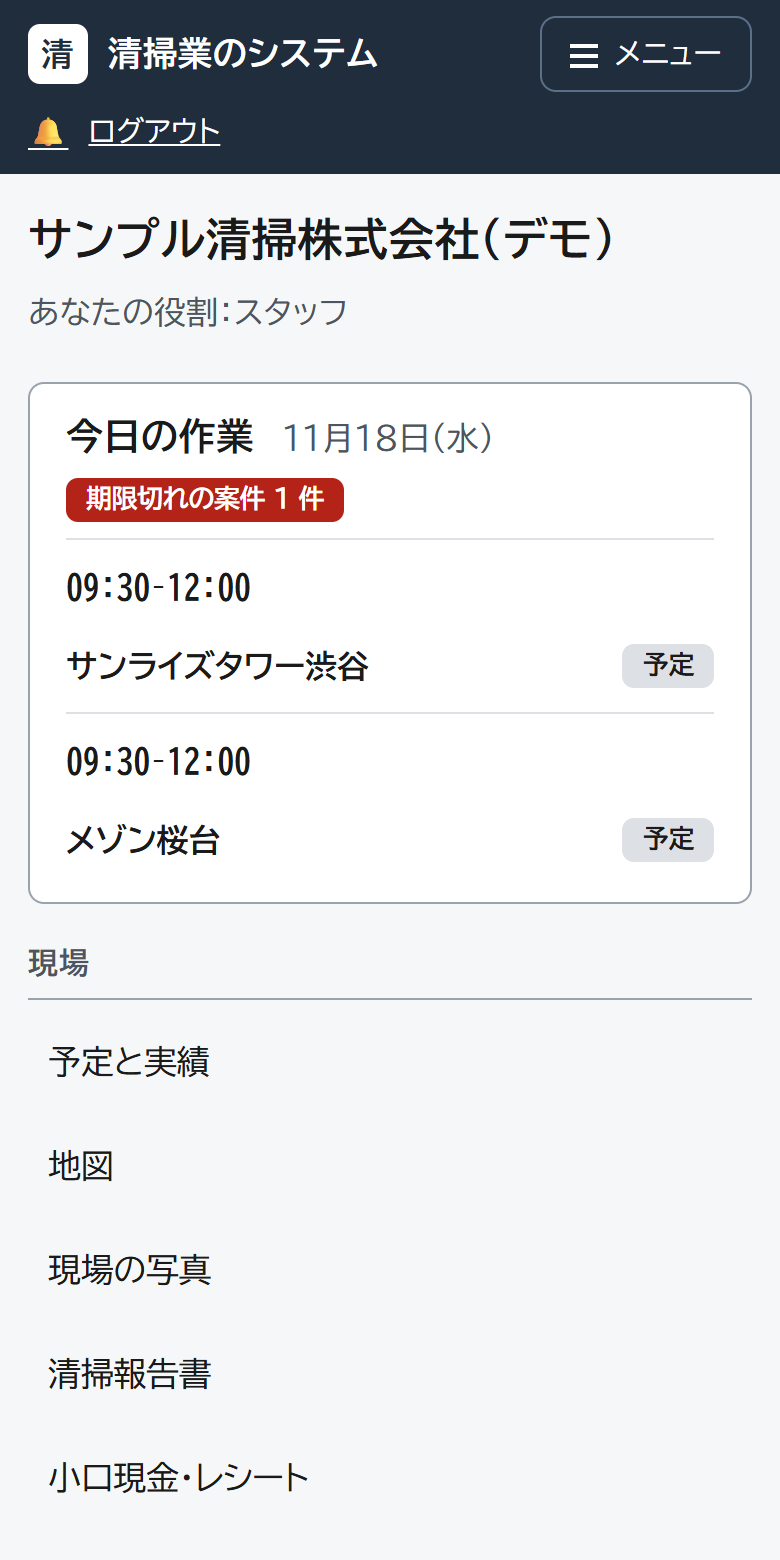 清 清掃業のシステム メニュー
🔔 ログアウト
サンプル清掃株式会社(デモ)
あなたの役割:スタッフ
今日の作業 11月18日(水)
期限切れの案件 1 件
09:30-12:00
サンライズタワー渋谷 予定
09:30-12:00
メゾン桜台 予定
現場
予定と実績
地図
現場の写真
清掃報告書
小口現金・レシート